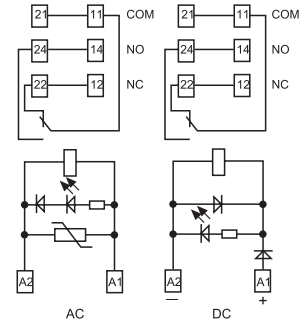 21 11 COM 21 11 COM
24 14 NO 24 14 NO
22 12 NC 22 12 NC
A2 A1 A2 A1
— +
AC DC